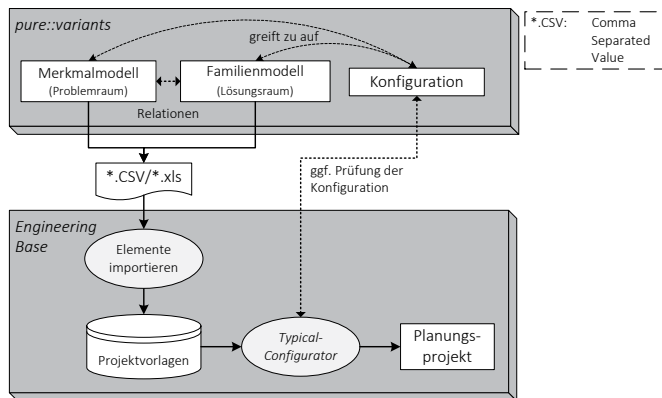 pure::variants
greift zu auf
Merkmalmodell
(Problemraum)
Familienmodell
(Lösungsraum)
Konfiguration
Relationen
*.CSV: Comma
Separated
Value
*.CSV/*.xls
ggf. Prüfung der
Konfiguration
Engineering
Base
Elemente
importieren
Projektvorlagen
Typical-
Configurator
Planungs-
projekt